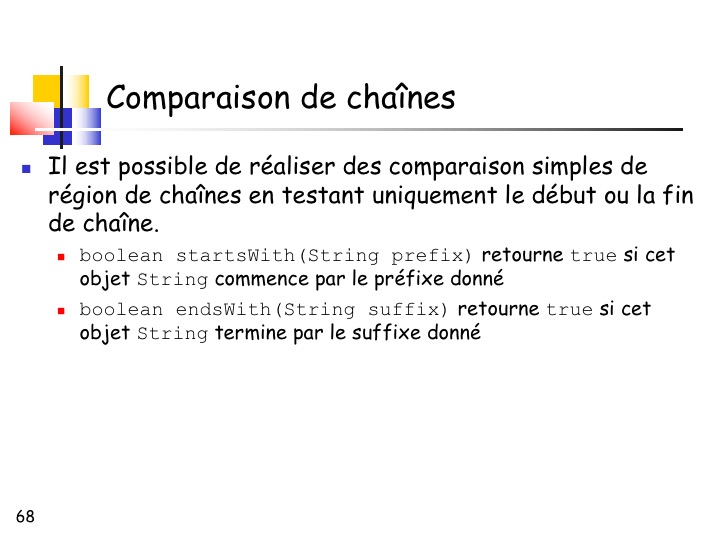 Comparaison de chaînes
Il est possible de réaliser des comparaison simples de
région de chaînes en testant uniquement le début ou la fin
de chaîne.
boolean startsWith(String prefix) retourne true si cet
objet String commence par le préfixe donné
boolean endsWith(String suffix) retourne true si cet
objet String termine par le suffixe donné
68